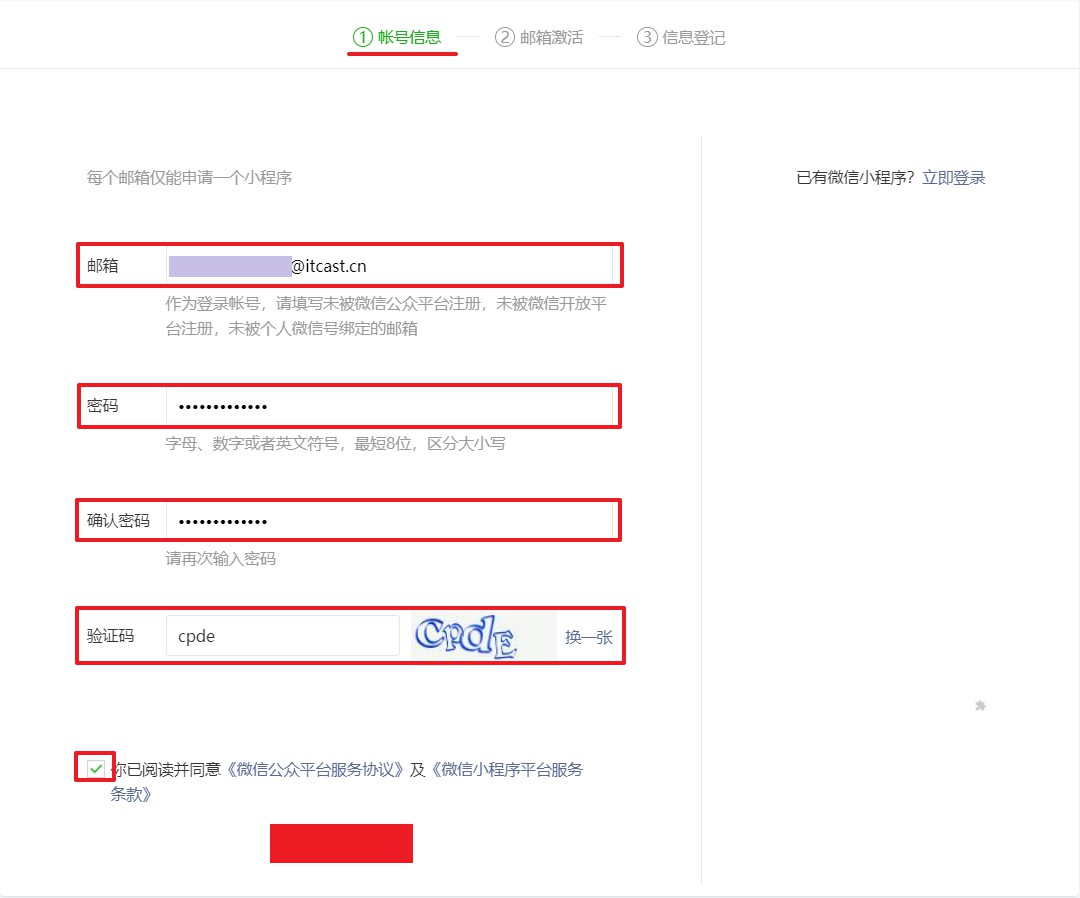 ① 帐号信息 ② 邮箱激活 ③ 信息登记
每个邮箱仅能申请一个小程序
已有微信小程序？立即登录
邮箱 @itcast.cn
作为登录帐号，请填写未被微信公众平台注册，未被微信开放平
台注册，未被个人微信号绑定的邮箱
密码 •••••••••••••
字母、数字或者英文符号，最短8位，区分大小写
确认密码 •••••••••••••
请再次输入密码
验证码 cpde CpdE 换一张
你已阅读并同意《微信公众平台服务协议》及《微信小程序平台服务
条款》